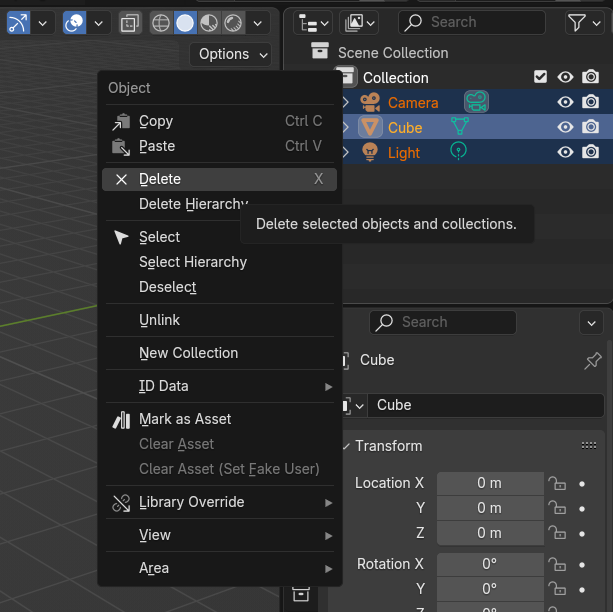 Search
Options
Scene Collection
Collection
Camera
Cube
Light
Object
Copy Ctrl C
Paste Ctrl V
Delete X
Delete Hierarchy
Delete selected objects and collections.
Select
Select Hierarchy
Deselect
Unlink
New Collection
ID Data
Mark as Asset
Clear Asset
Clear Asset (Set Fake User)
Library Override
View
Area
Search
Cube
Cube
Transform
Location X 0 m
Y 0 m
Z 0 m
Rotation X 0°
Y 0°